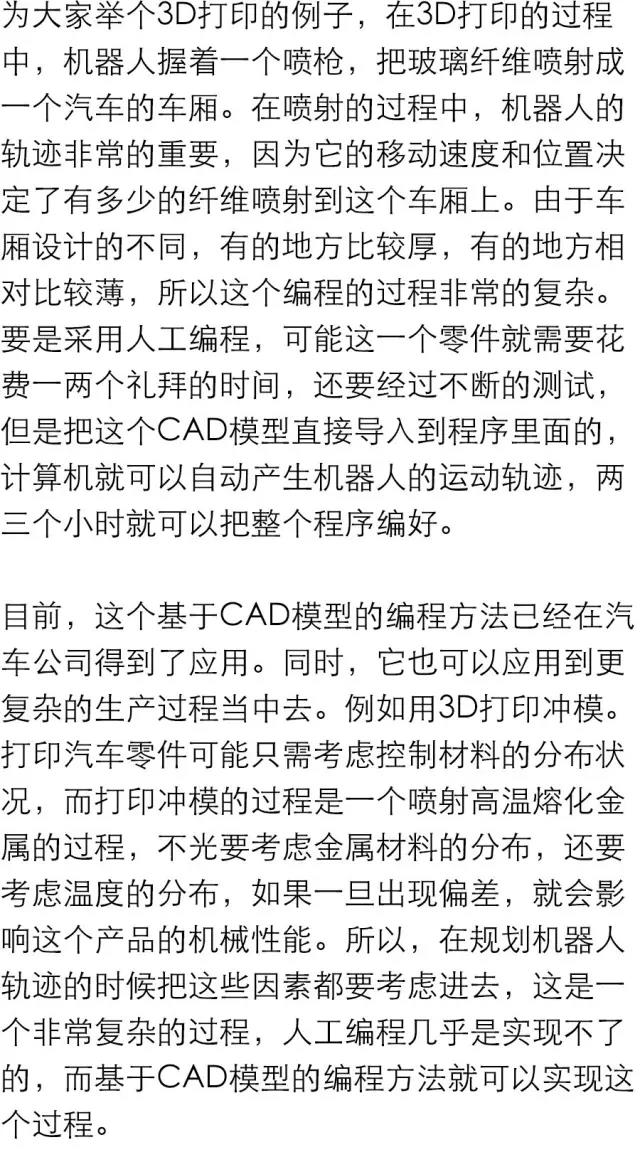 为大家举个3D打印的例子，在3D打印的过程
中，机器人握着一个喷枪，把玻璃纤维喷射成
一个汽车的车厢。在喷射的过程中，机器人的
轨迹非常的重要，因为它的移动速度和位置决
定了有多少的纤维喷射到这个车厢上。由于车
厢设计的不同，有的地方比较厚，有的地方相
对比较薄，所以这个编程的过程非常的复杂。
要是采用人工编程，可能这一个零件就需要花
费一两个礼拜的时间，还要经过不断的测试，
但是把这个CAD模型直接导入到程序里面的，
计算机就可以自动产生机器人的运动轨迹，两
三个小时就可以把整个程序编好。

目前，这个基于CAD模型的编程方法已经在汽
车公司得到了应用。同时，它也可以应用到更
复杂的生产过程当中去。例如用3D打印冲模。
打印汽车零件可能只需考虑控制材料的分布状
况，而打印冲模的过程是一个喷射高温熔化金
属的过程，不光要考虑金属材料的分布，还要
考虑温度的分布，如果一旦出现偏差，就会影
响这个产品的机械性能。所以，在规划机器人
轨迹的时候把这些因素都要考虑进去，这是一
个非常复杂的过程，人工编程几乎是实现不了
的，而基于CAD模型的编程方法就可以实现这
个过程。